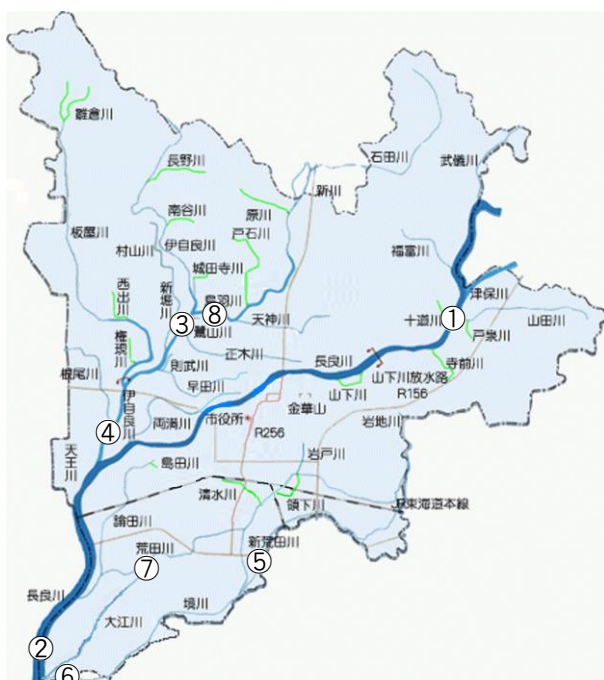 雛倉川
長野川
石田川
武儀川
新川
南谷川
原川
戸石川
板屋川
村山川
伊自良川
福富川
城田寺川
西出川
新堀川
鳥羽川
津保川
③
⑧
天神川
十道川
①
山田川
鷺山川
戸泉川
権現川
正木川
長良川
則武川
寺前川
根尾川
早田川
山下川放水路
山下川
R156
伊自良川
金華山
市役所
両満川
岩地川
④
R256
天王川
岩戸川
島田川
清水川
領下川
JR東海道本線
論田川
荒田川
新荒田川
⑤
⑦
長良川
境川
大江川
②
⑥